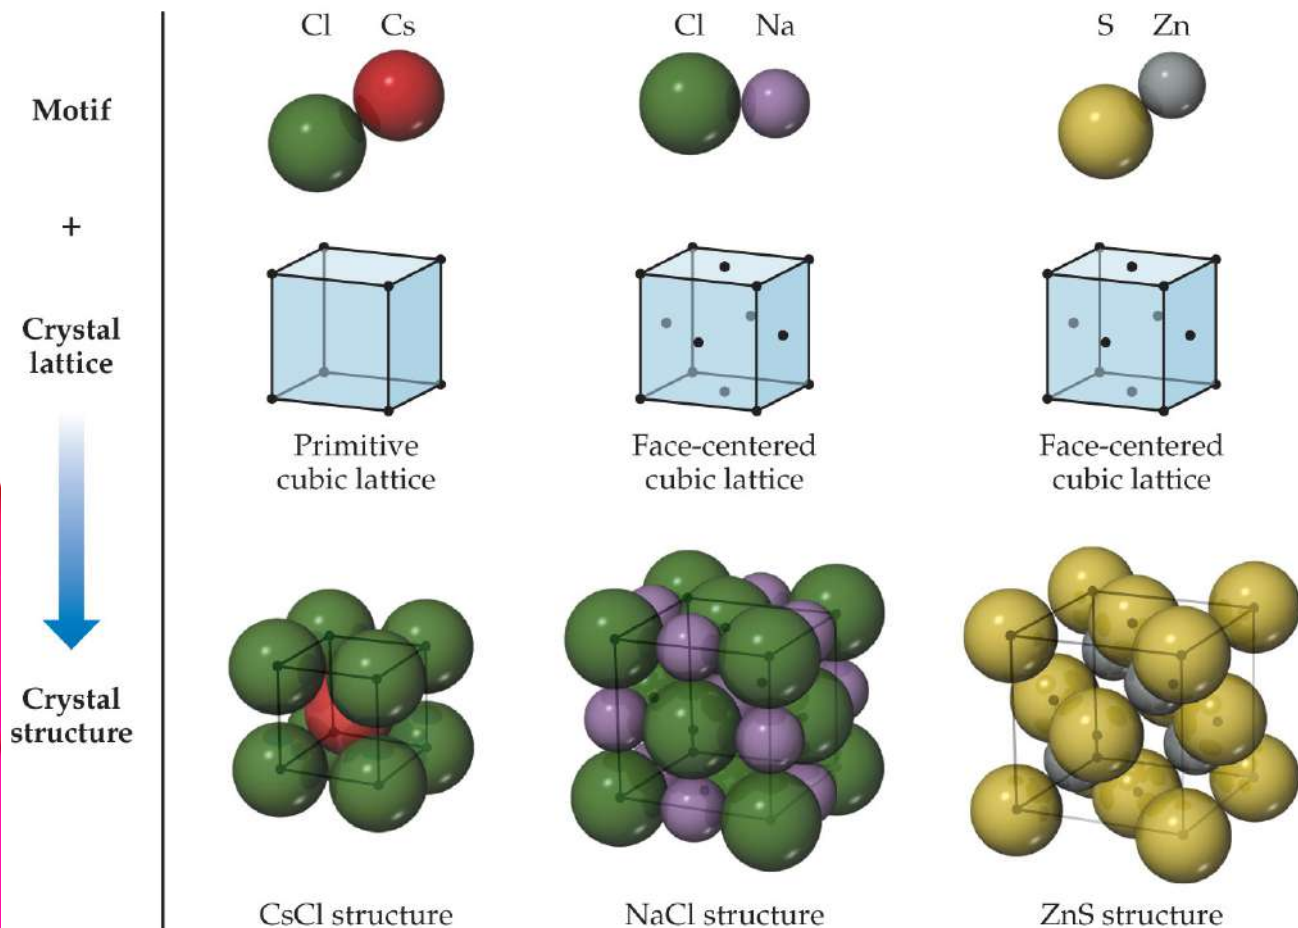 Cl Cs
Cl Na
S Zn
Motif
+
Crystal
lattice
Primitive
cubic lattice
Face-centered
cubic lattice
Face-centered
cubic lattice
Crystal
structure
CsCl structure
NaCl structure
ZnS structure